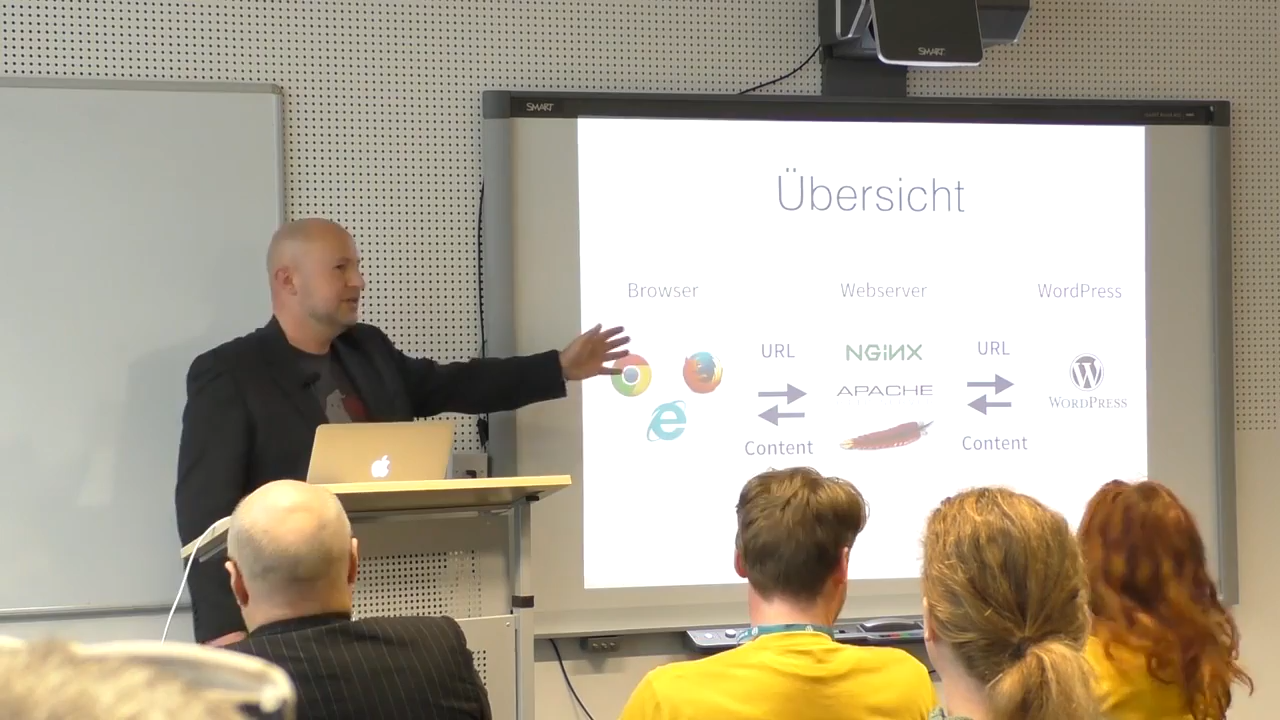 SMART
SMART
Übersicht
Browser
Webserver
WordPress
URL
NGINX
URL
APACHE
WORDPRESS
Content
Content